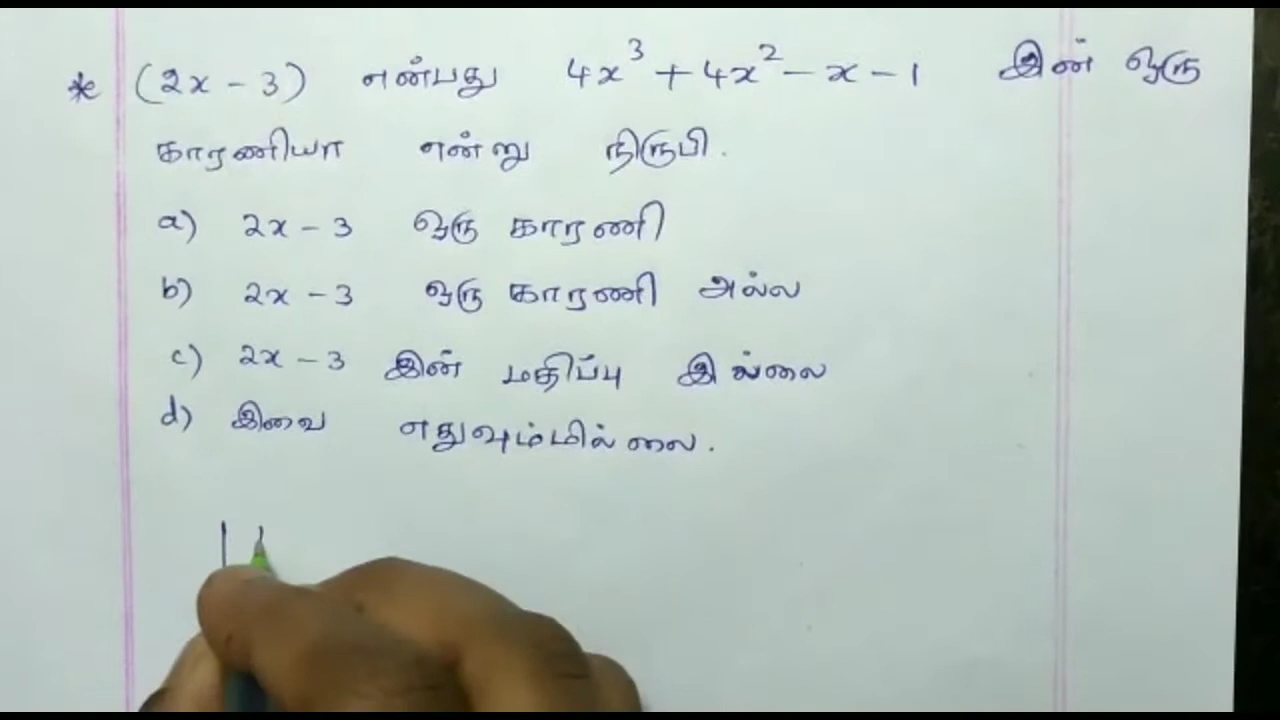 * (2x - 3) என்பது 4x³ + 4x² - x - 1 இன் ஒரு
காரணியா என்று நிரூபி.
a) 2x - 3 ஒரு காரணி
b) 2x - 3 ஒரு காரணி அல்ல
c) 2x - 3 இன் மதிப்பு இல்லை
d) இவை எதுவும்மில்லை.